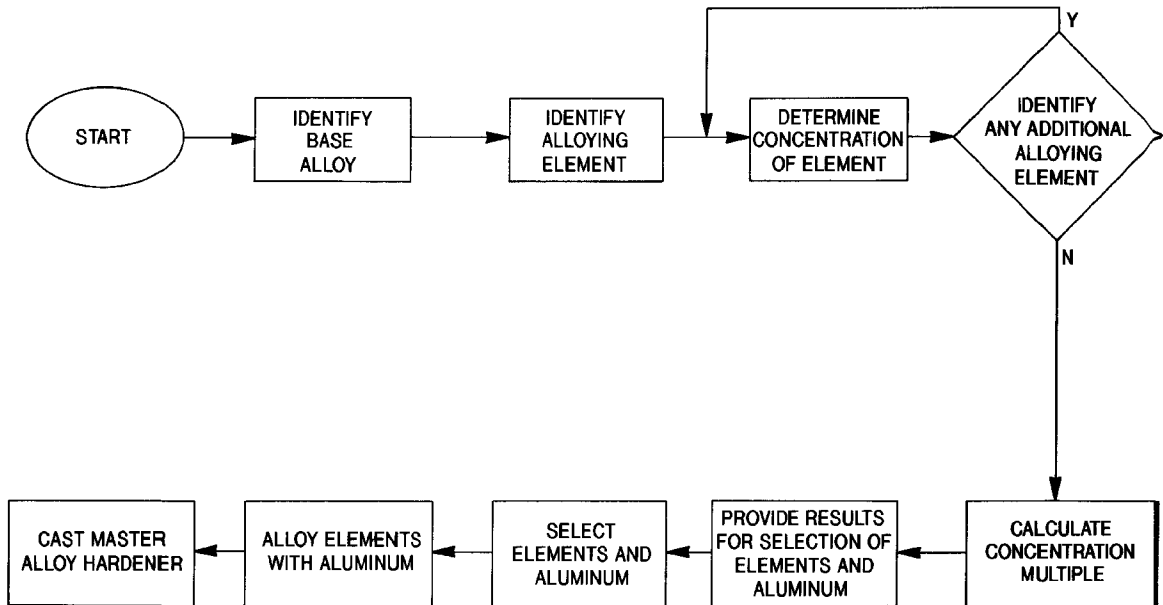 Y
START
IDENTIFY
BASE
ALLOY
IDENTIFY
ALLOYING
ELEMENT
DETERMINE
CONCENTRATION
OF ELEMENT
IDENTIFY
ANY ADDITIONAL
ALLOYING
ELEMENT
N
CALCULATE
CONCENTRATION
MULTIPLE
PROVIDE RESULTS
FOR SELECTION OF
ELEMENTS AND
ALUMINUM
SELECT
ELEMENTS AND
ALUMINUM
ALLOY ELEMENTS
WITH ALUMINUM
CAST MASTER
ALLOY HARDENER